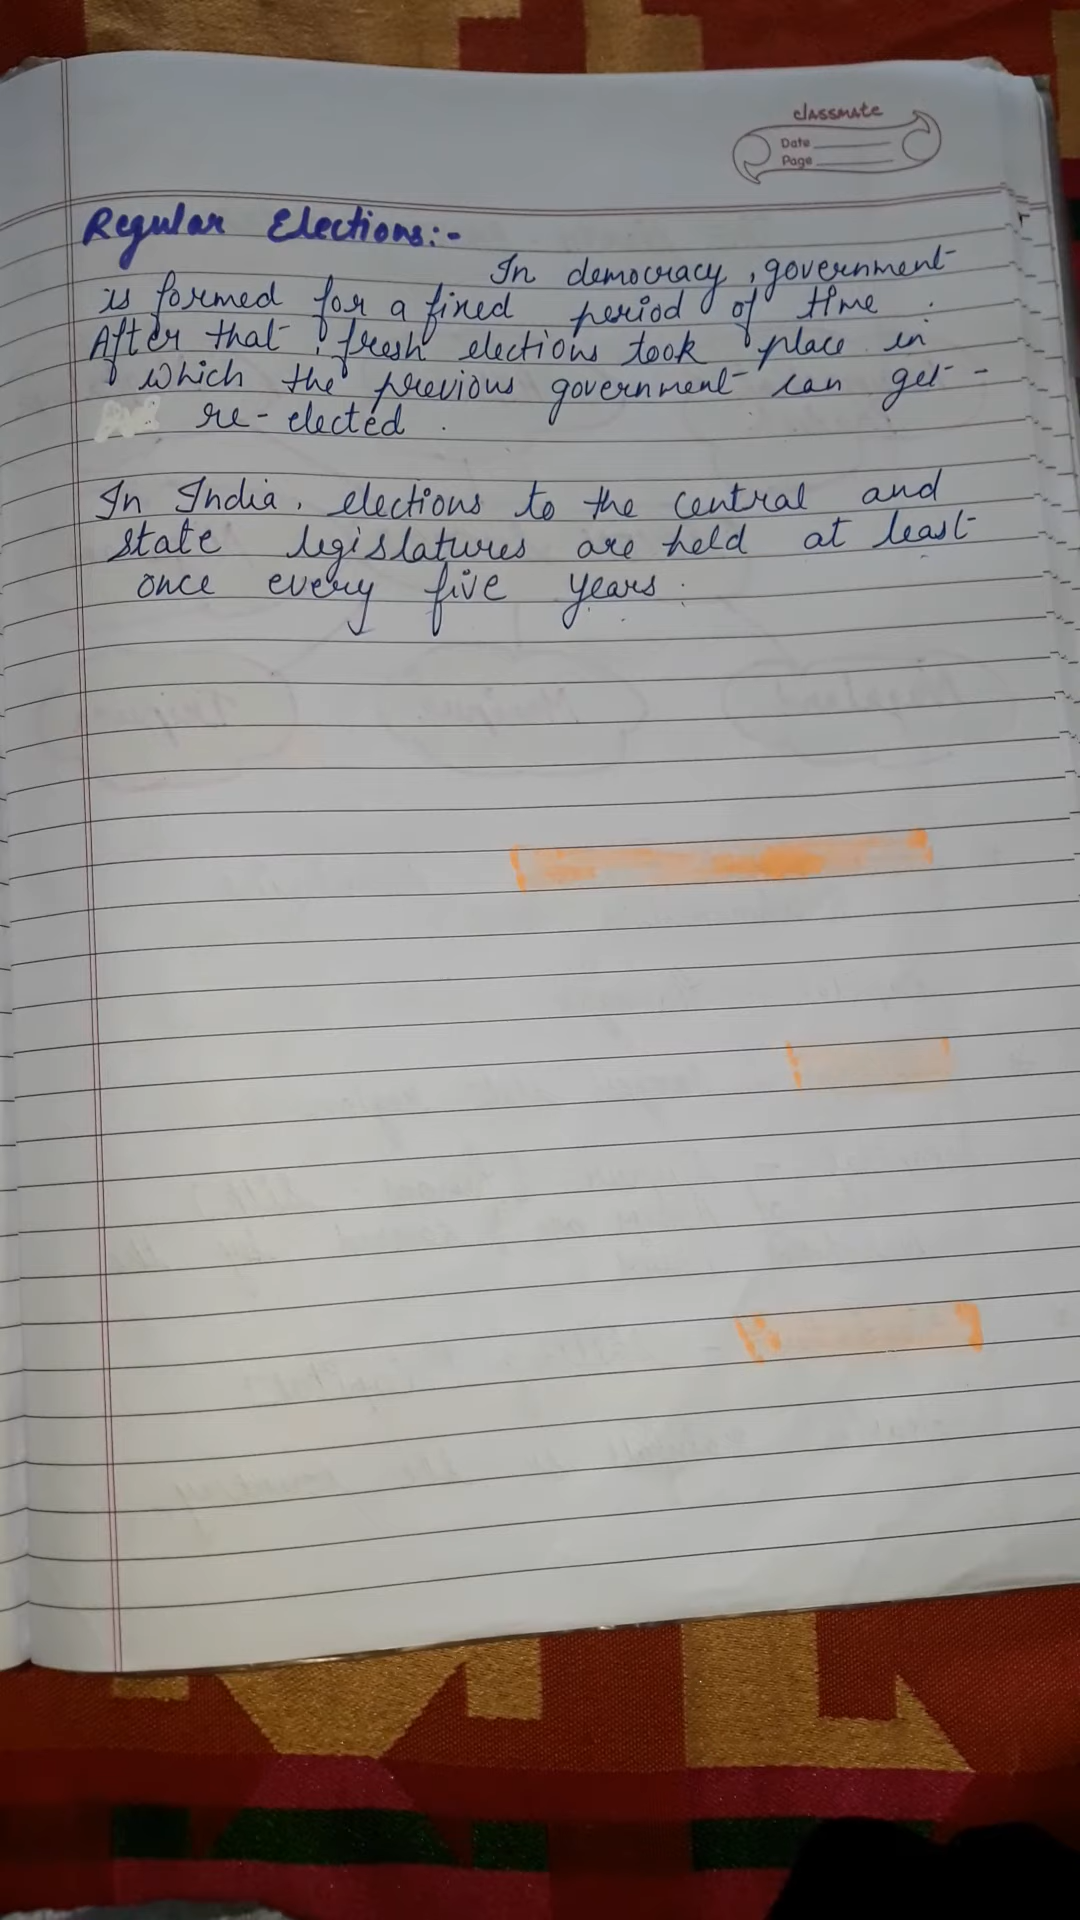 classmate
Date
Page
Regular Elections:-
In democracy, government
is formed for a fixed period of time.
After that, fresh elections took place in
which the previous government can get
re-elected.
In India, elections to the central and
state legislatures are held at least
once every five years.